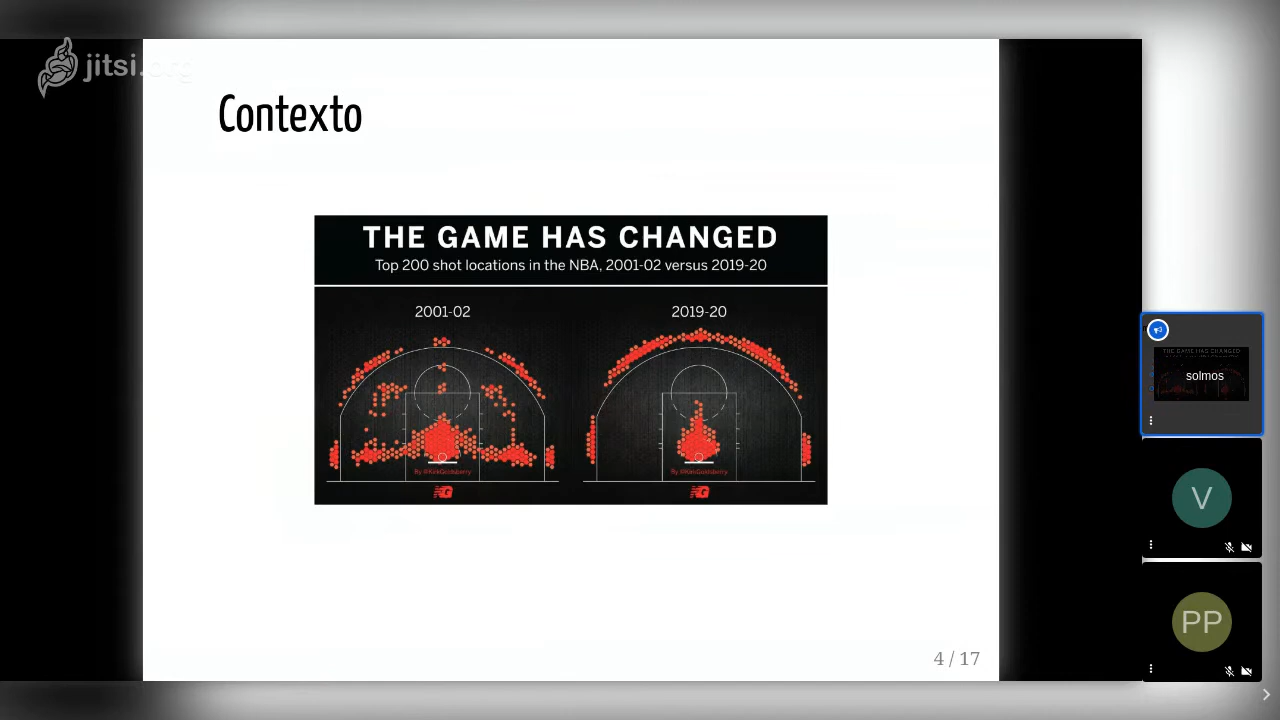 jitsi.org
Contexto
THE GAME HAS CHANGED
Top 200 shot locations in the NBA, 2001-02 versus 2019-20
2001-02
2019-20
By @KirkGoldsberry
By @KirkGoldsberry
solmos
V
PP
4 / 17